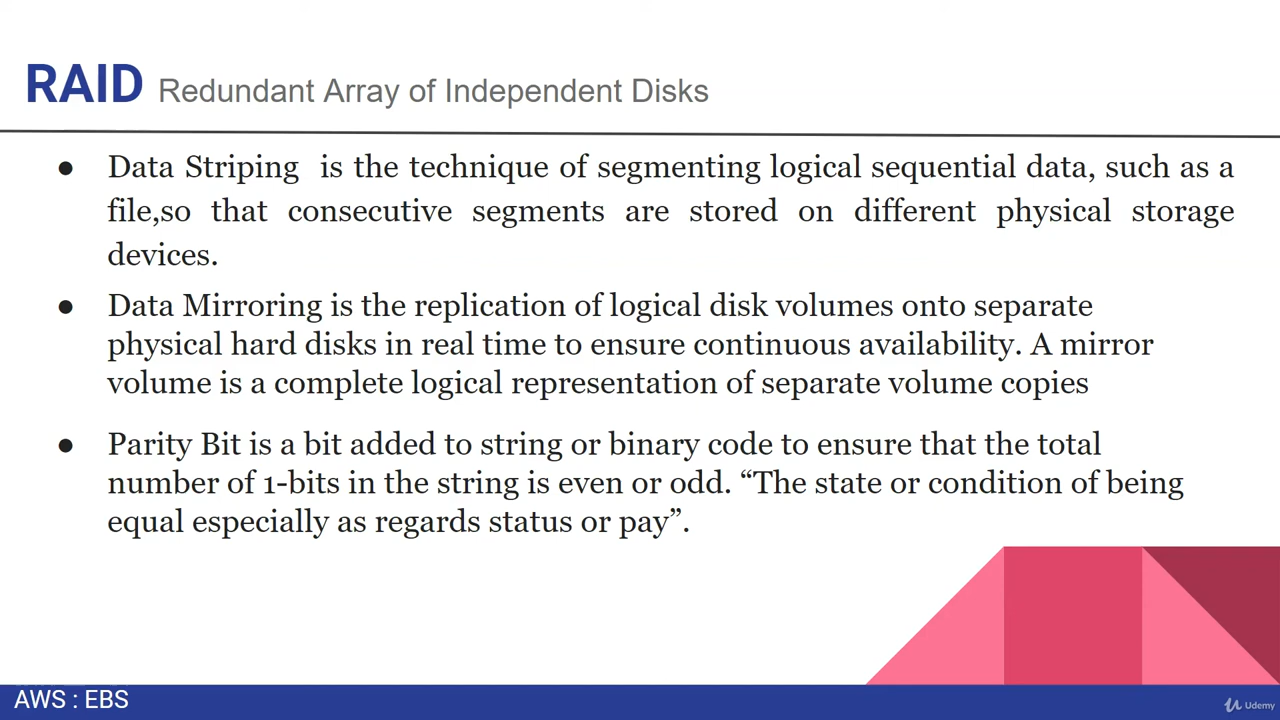 RAID Redundant Array of Independent Disks
● Data Striping is the technique of segmenting logical sequential data, such as a
file,so that consecutive segments are stored on different physical storage
devices.
● Data Mirroring is the replication of logical disk volumes onto separate
physical hard disks in real time to ensure continuous availability. A mirror
volume is a complete logical representation of separate volume copies
● Parity Bit is a bit added to string or binary code to ensure that the total
number of 1-bits in the string is even or odd. “The state or condition of being
equal especially as regards status or pay”.
AWS : EBS
Udemy